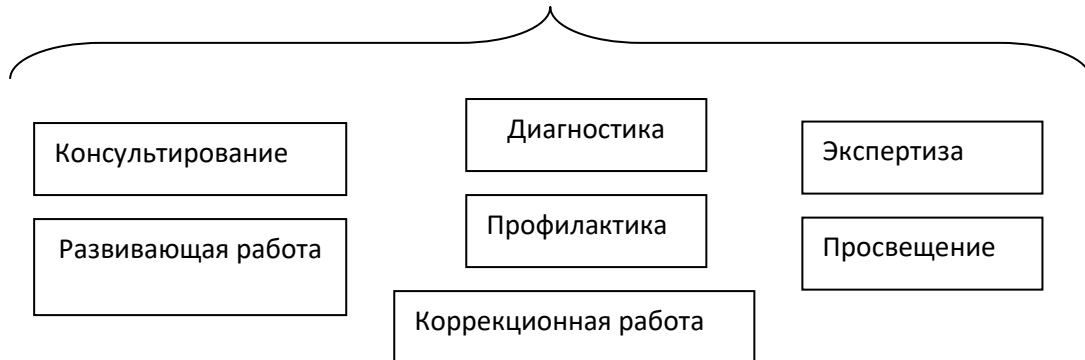 Консультирование
Диагностика
Экспертиза
Развивающая работа
Профилактика
Просвещение
Коррекционная работа